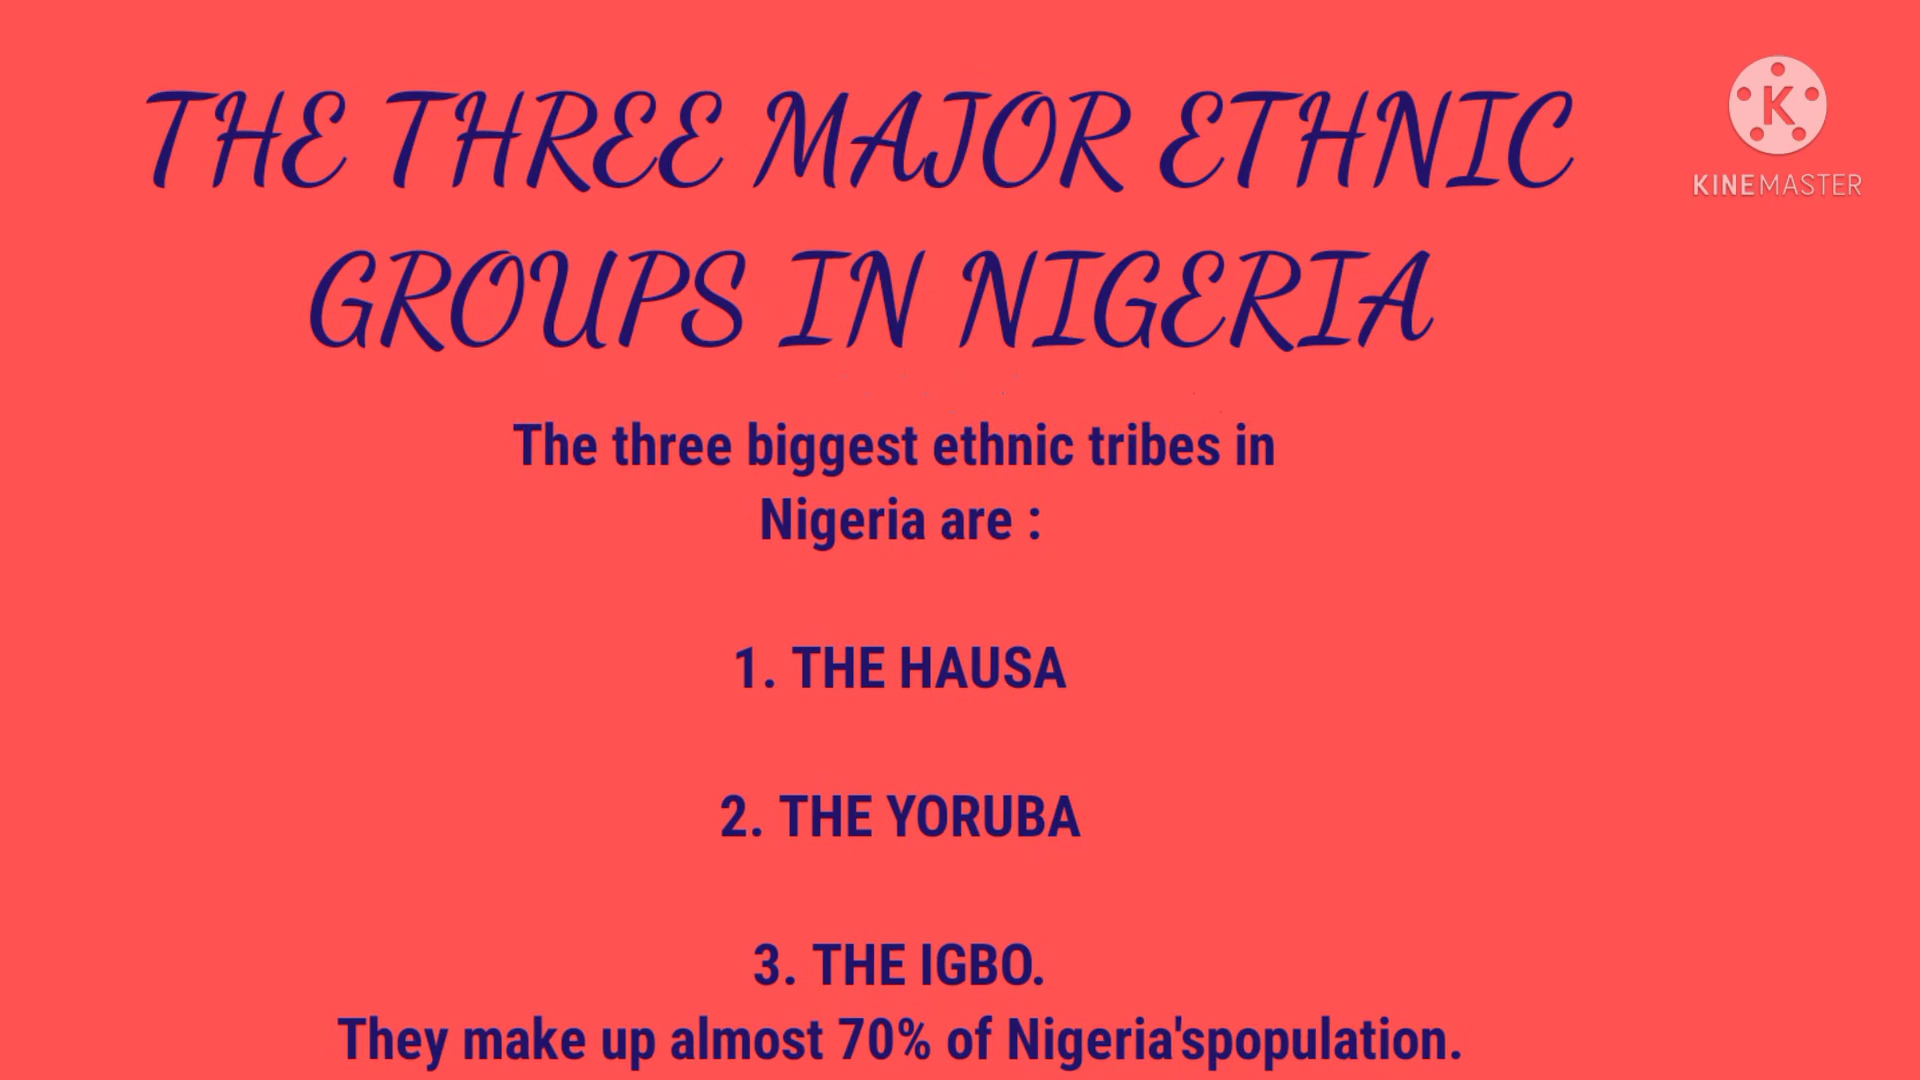 THE THREE MAJOR ETHNIC
GROUPS IN NIGERIA
K
KINEMASTER
The three biggest ethnic tribes in
Nigeria are :
1. THE HAUSA
2. THE YORUBA
3. THE IGBO.
They make up almost 70% of Nigeria'spopulation.